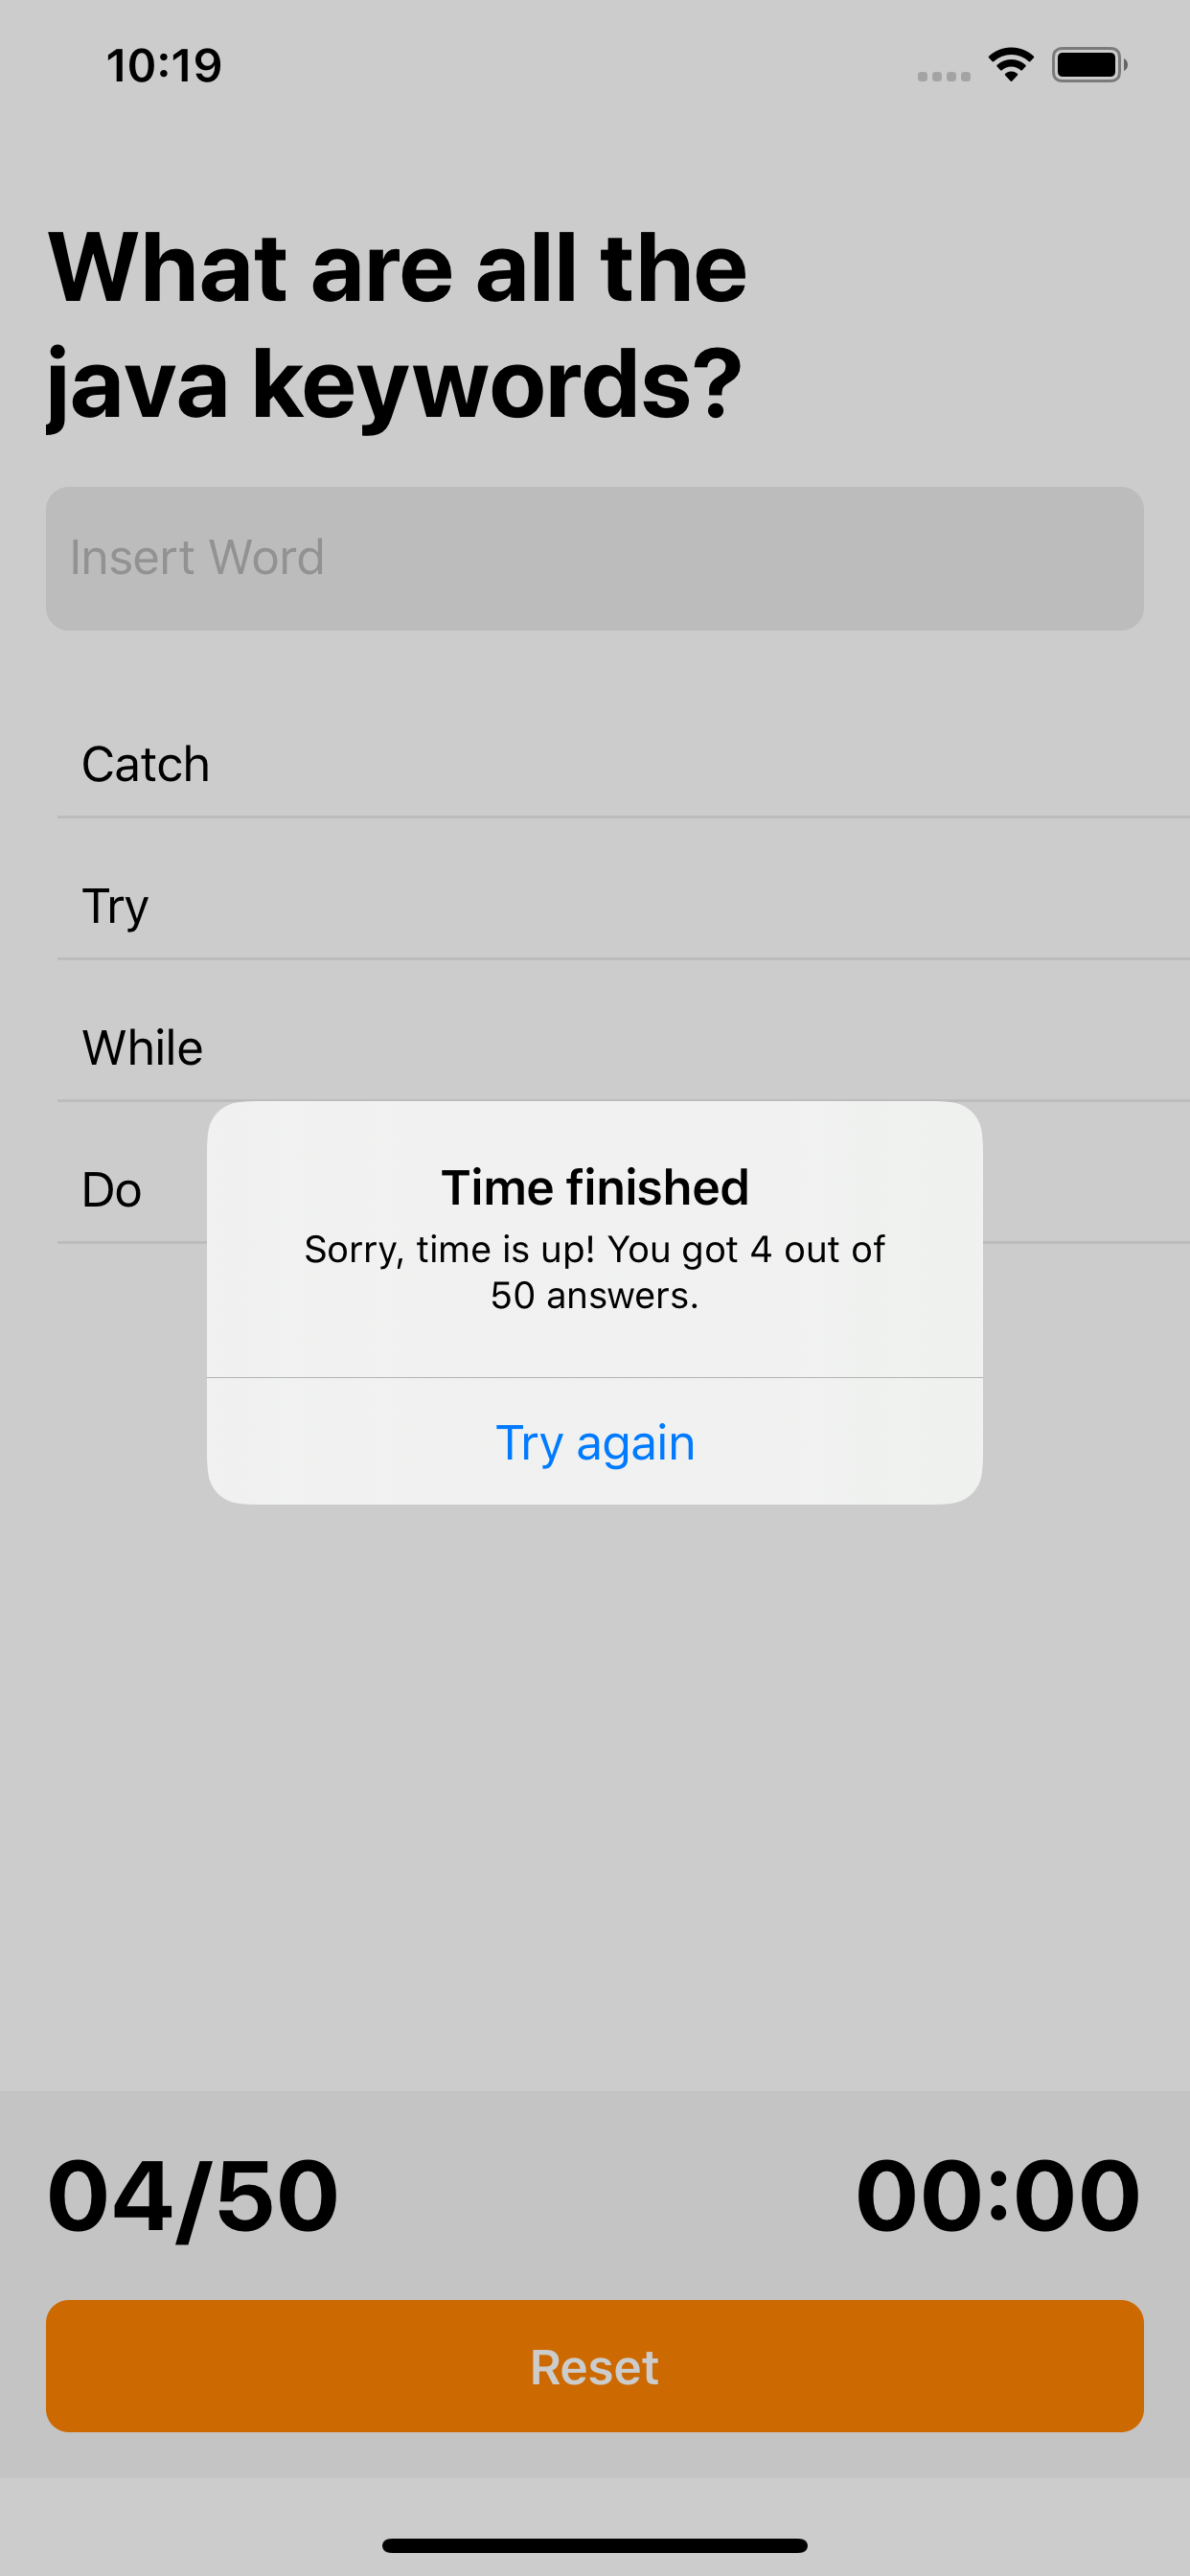 10:19
What are all the
java keywords?
Insert Word
Catch
Try
While
Do
Time finished
Sorry, time is up! You got 4 out of
50 answers.
Try again
04/50
00:00
Reset